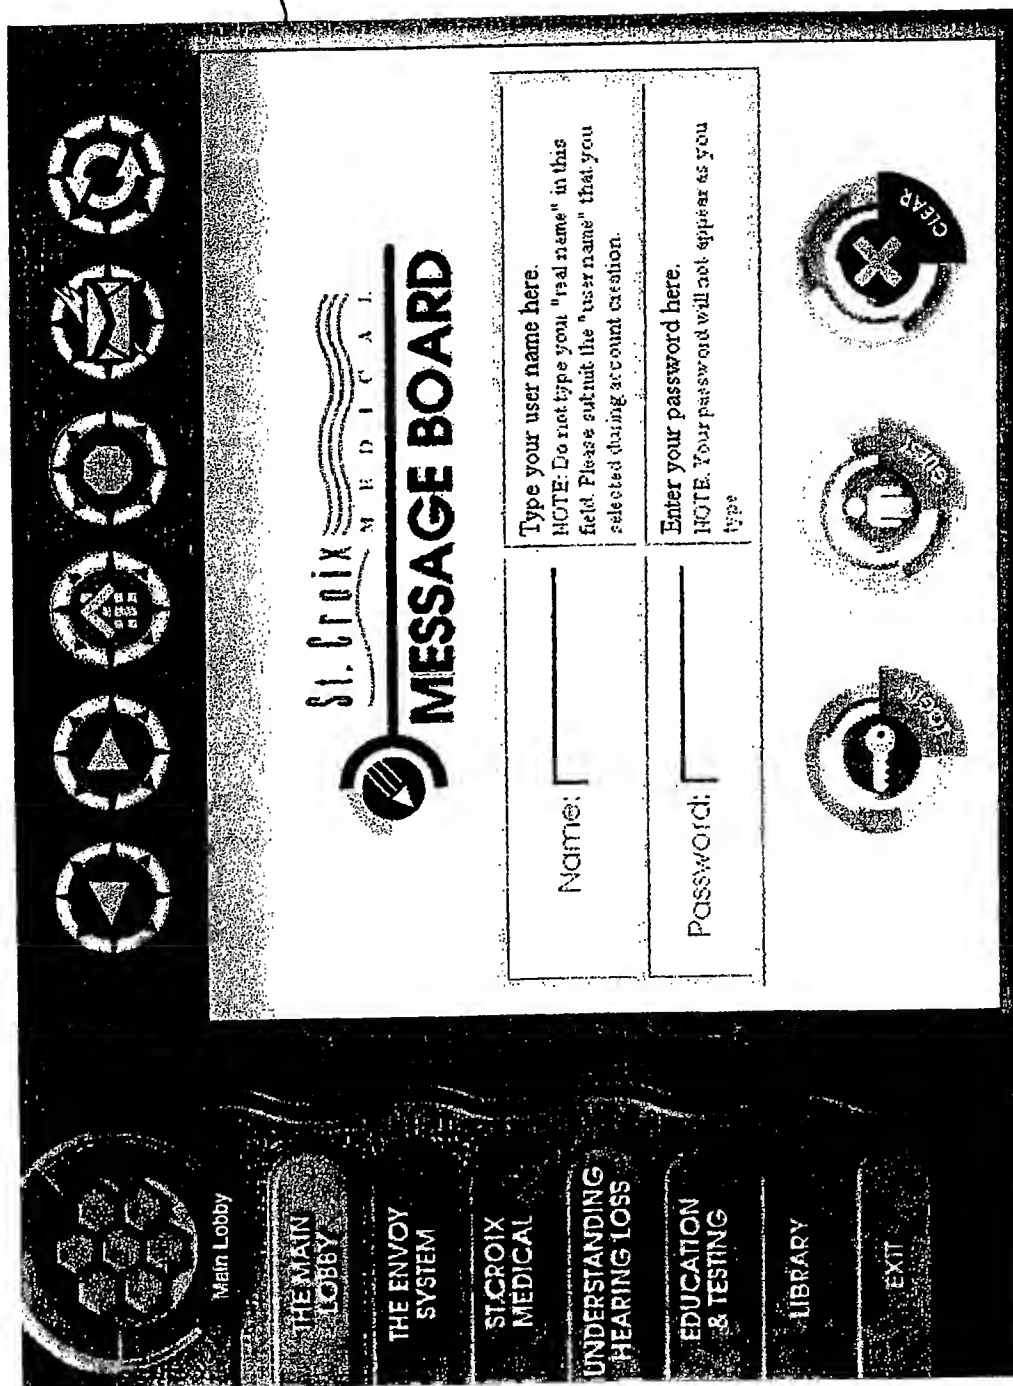 Main Lobby
THE MAIN
LOBBY
THE ENVOY
SYSTEM
ST.CROIX
MEDICAL
UNDERSTANDING
HEARING LOSS
EDUCATION
& TESTING
LIBRARY
EXIT
St. Croix
MEDICAL
MESSAGE BOARD
Name:
Type your user name here.
NOTE: Do not type your "real name" in this
field. Please submit the "user name" that you
selected during account creation.
Password:
Enter your password here.
NOTE: Your password will not appear as you
type
CLEAR